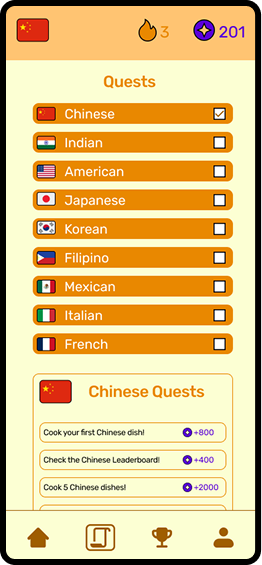 3
201
Quests
Chinese
Indian
American
Japanese
Korean
Filipino
Mexican
Italian
French
Chinese Quests
Cook your first Chinese dish! +800
Check the Chinese Leaderboard! +400
Cook 5 Chinese dishes! +2000